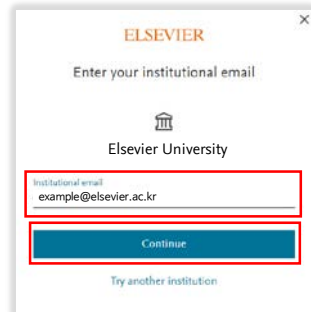 ×
ELSEVIER
Enter your institutional email
Elsevier University
Institutional email
example@elsevier.ac.kr
Continue
Try another institution